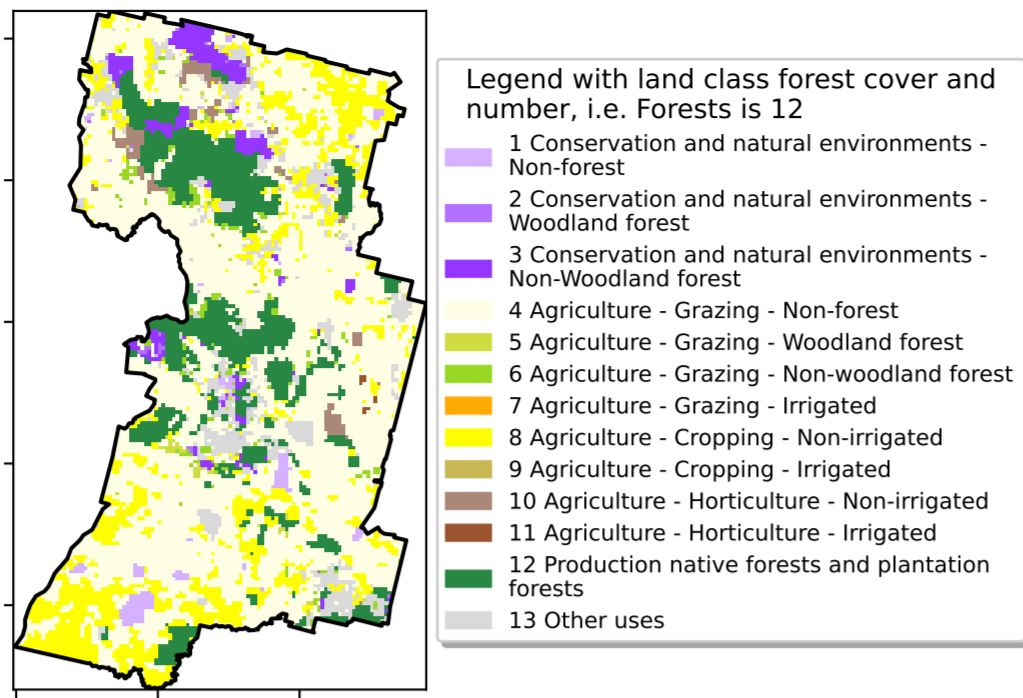 Legend with land class forest cover and
number, i.e. Forests is 12
1 Conservation and natural environments -
Non-forest
2 Conservation and natural environments -
Woodland forest
3 Conservation and natural environments -
Non-Woodland forest
4 Agriculture - Grazing - Non-forest
5 Agriculture - Grazing - Woodland forest
6 Agriculture - Grazing - Non-woodland forest
7 Agriculture - Grazing - Irrigated
8 Agriculture - Cropping - Non-irrigated
9 Agriculture - Cropping - Irrigated
10 Agriculture - Horticulture - Non-irrigated
11 Agriculture - Horticulture - Irrigated
12 Production native forests and plantation
forests
13 Other uses